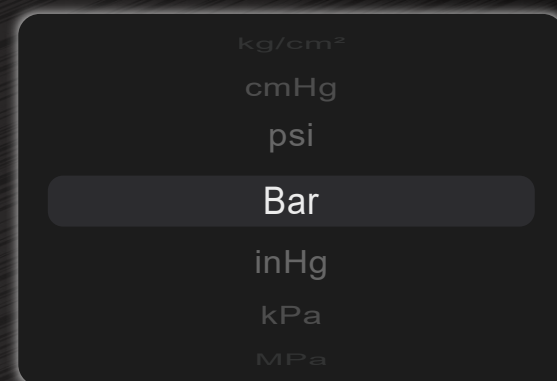 kg/cm²
cmHg
psi
Bar
inHg
kPa
MPa